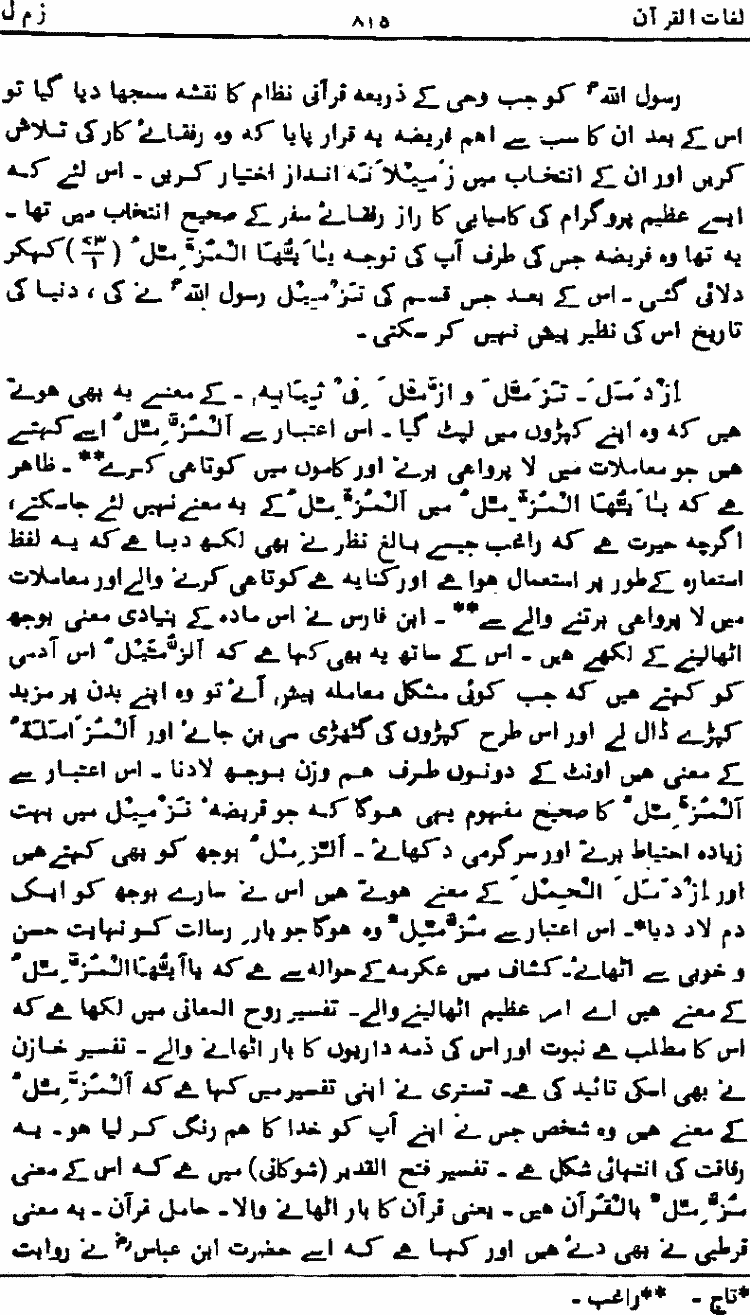 لغات القرآن ۸۱۵ ز م ل
رسول اللهؐ کو جب وحی کے ذریعہ قرآنی نظام کا نقشہ سمجھا دیا گیا تو
اس کے بعد ان کا سب سے اہم فریضہ یہ قرار پایا کہ وہ رفقائے کار کی تلاش
کریں اور ان کے انتخاب میں زَمِیْلَانَہ انداز اختیار کریں ۔ اس لئے کہ
ایسے عظیم پروگرام کی کامیابی کا راز رفقائے سفر کے صحیح انتخاب میں تھا ۔
یہ تھا وہ فریضہ جس کی طرف آپ کی توجہ یٰاَیُّھَا الْمُزَّمِّلُ (۷۳/۱) کہکر
دلائی گئی ۔ اس کے بعد جس قسم کی تَزْمِیْل رسول اللهؐ نے کی ، دنیا کی
تاریخ اس کی نظیر پیش نہیں کر سکتی ۔
اِزْدَمَلَ ۔ تَزَمَّلَ وَ ازَّمَّلَ فِیْ ثِیَابِہٖ ۔ کے معنے یہ بھی ہوتے
ہیں کہ وہ اپنے کپڑوں میں لپٹ گیا ۔ اس اعتبار سے اَلْمُزَّمِّلُ اسے کہتے
ہیں جو معاملات میں لا پرواہی برتے اور کاموں میں کوتاہی کرے** ۔ ظاہر
ہے کہ یٰاَیُّھَا الْمُزَّمِّلُ میں اَلْمُزَّمِّلُ کے یہ معنے نہیں لئے جا سکتے ،
اگرچہ حیرت ہے کہ راغب جیسے بالغ نظر نے بھی لکھ دیا ہے کہ یہ لفظ
استعارہ کے طور پر استعمال ہوا ہے اور کنایہ ہے کوتاہی کرنے والے اور معاملات
میں لا پرواہی برتنے والے سے** ۔ ابن فارس نے اس مادہ کے بنیادی معنی بوجھ
اٹھالینے کے لکھے ہیں ۔ اس کے ساتھ یہ بھی کہا ہے کہ اَلزُّمَّیْلُ اس آدمی
کو کہتے ہیں کہ جب کوئی مشکل معاملہ پیش آئے تو وہ اپنے بدن پر مزید
کپڑے ڈال لے اور اس طرح کپڑوں کی گٹھڑی سی بن جائے اور اَلْمُزَامَلَۃُ
کے معنی ہیں اونٹ کے دونوں طرف ہم وزن بوجھ لادنا ۔ اس اعتبار سے
اَلْمُزَّمِّلُ کا صحیح مفہوم یہی ہوگا کہ جو فریضۂ تَزْمِیْل میں بہت
زیادہ احتیاط برتے اور سرگرمی دکھائے ۔ اَلزِّمْلُ بوجھ کو بھی کہتے ہیں
اور اِزْدَمَلَ الْحِمْلَ کے معنے ہوتے ہیں اس نے سارے بوجھ کو ایک
دم لاد دیا* ۔ اس اعتبار سے مُزَّمِّل وہ ہوگا جو بارِ رسالت کو نہایت حسن
و خوبی سے اٹھائے ۔ کشاف میں عکرمہ کے حوالہ سے ہے کہ یاٰاَیُّھَاالْمُزَّمِّلُ
کے معنے ہیں اے امرِ عظیم اٹھالینے والے ۔ تفسیر روح المعانی میں لکھا ہے کہ
اس کا مطلب ہے نبوت اور اس کی ذمہ داریوں کا بار اٹھانے والے ۔ تفسیر خازن
نے بھی اسکی تائید کی ہے ۔ تستری نے اپنی تفسیر میں کہا ہے کہ اَلْمُزَّمِّلُ
کے معنے ہیں وہ شخص جس نے اپنے آپ کو خدا کا ہم رنگ کر لیا ہو ۔ یہ
رفاقت کی انتہائی شکل ہے ۔ تفسیر فتح القدیر (شوکانی) میں ہے کہ اس کے معنی
مُزَّمِّلٌ بِالْقُرآن ہیں ۔ یعنی قرآن کا بار اٹھانے والا ۔ حامل قرآن ۔ یہ معنی
قرطبی نے بھی دئے ہیں اور کہا ہے کہ اسے حضرت ابن عباسؓ نے روایت
*تاج ۔ **راغب ۔